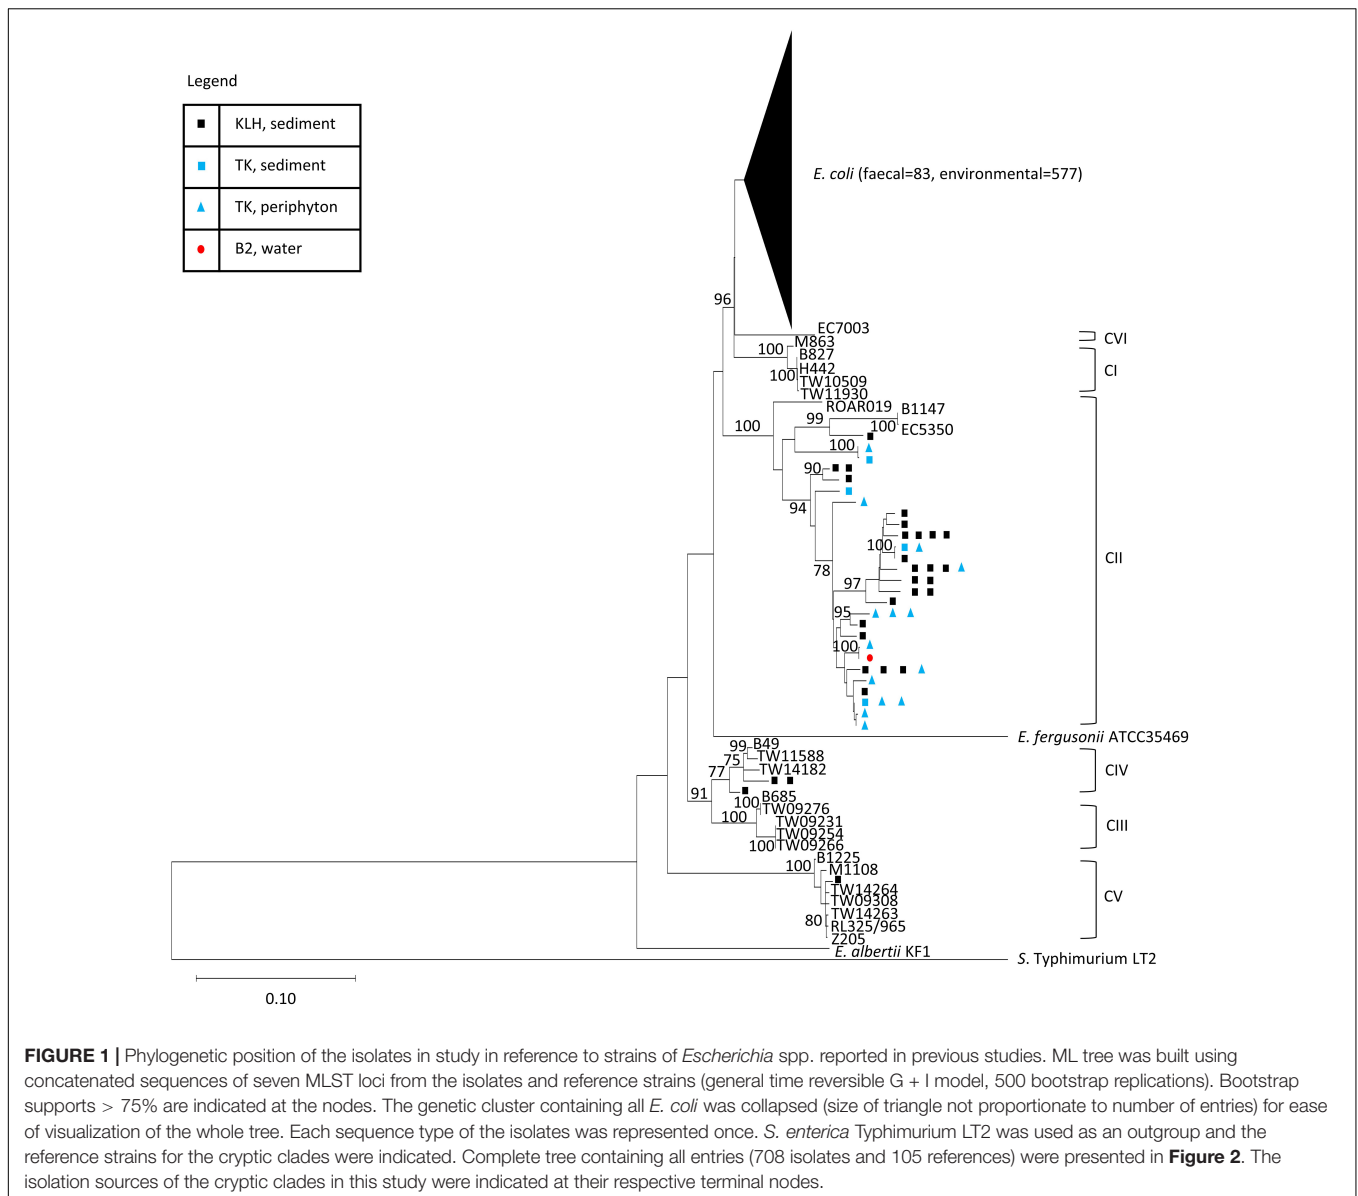 Legend
KLH, sediment
TK, sediment
TK, periphyton
B2, water
E. coli (faecal=83, environmental=577)
96
EC7003
CVI
M863
100
B827
H442
100
TW10509
TW11930
CI
ROAR019
B1147
99
100
EC5350
100
100
90
94
100
CII
78
97
95
100
E. fergusonii ATCC35469
99
B49
75
TW11588
77
TW14182
CIV
91
100
B685
TW09276
100
TW09231
TW09254
100
TW09266
CIII
B1225
100
M1108
TW14264
TW09308
TW14263
80
RL325/965
Z205
CV
E. albertii KF1
S. Typhimurium LT2
0.10
FIGURE 1 | Phylogenetic position of the isolates in study in reference to strains of Escherichia spp. reported in previous studies. ML tree was built using
concatenated sequences of seven MLST loci from the isolates and reference strains (general time reversible G + I model, 500 bootstrap replications). Bootstrap
supports > 75% are indicated at the nodes. The genetic cluster containing all E. coli was collapsed (size of triangle not proportionate to number of entries) for ease
of visualization of the whole tree. Each sequence type of the isolates was represented once. S. enterica Typhimurium LT2 was used as an outgroup and the
reference strains for the cryptic clades were indicated. Complete tree containing all entries (708 isolates and 105 references) were presented in Figure 2. The
isolation sources of the cryptic clades in this study were indicated at their respective terminal nodes.